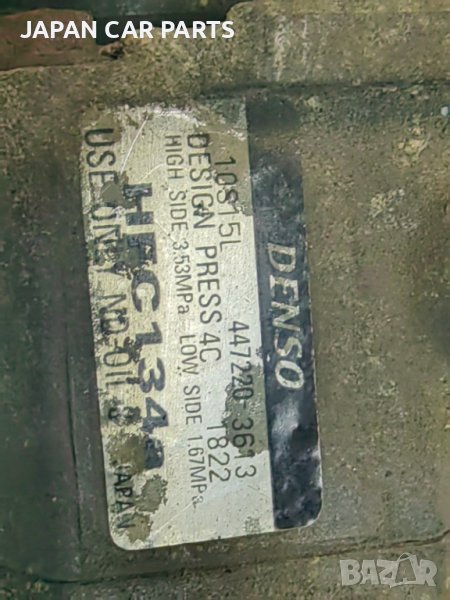 JAPAN CAR PARTS
DENSO
10S15L 447220-3613
DESIGN PRESS 4C 1822
HIGH SIDE 3.53MPa LOW SIDE 1.67MPa
HFC134a
USE ONLY ND-OIL 8 JAPAN
BAZAR